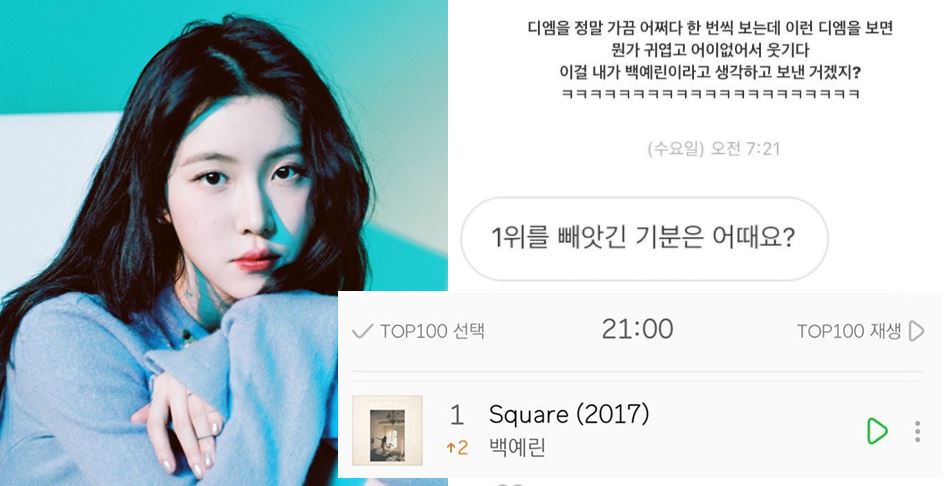 디엠을 정말 가끔 어쩌다 한 번씩 보는데 이런 디엠을 보면
뭔가 귀엽고 어이없어서 웃기다
이걸 내가 백예린이라고 생각하고 보낸 거겠지?
ㅋㅋㅋㅋㅋㅋㅋㅋㅋㅋㅋㅋㅋㅋㅋㅋㅋㅋㅋㅋㅋ
(수요일) 오전 7:21
1위를 빼앗긴 기분은 어때요?
TOP100 선택 21:00 TOP100 재생
1 Square (2017)
↑2 백예린